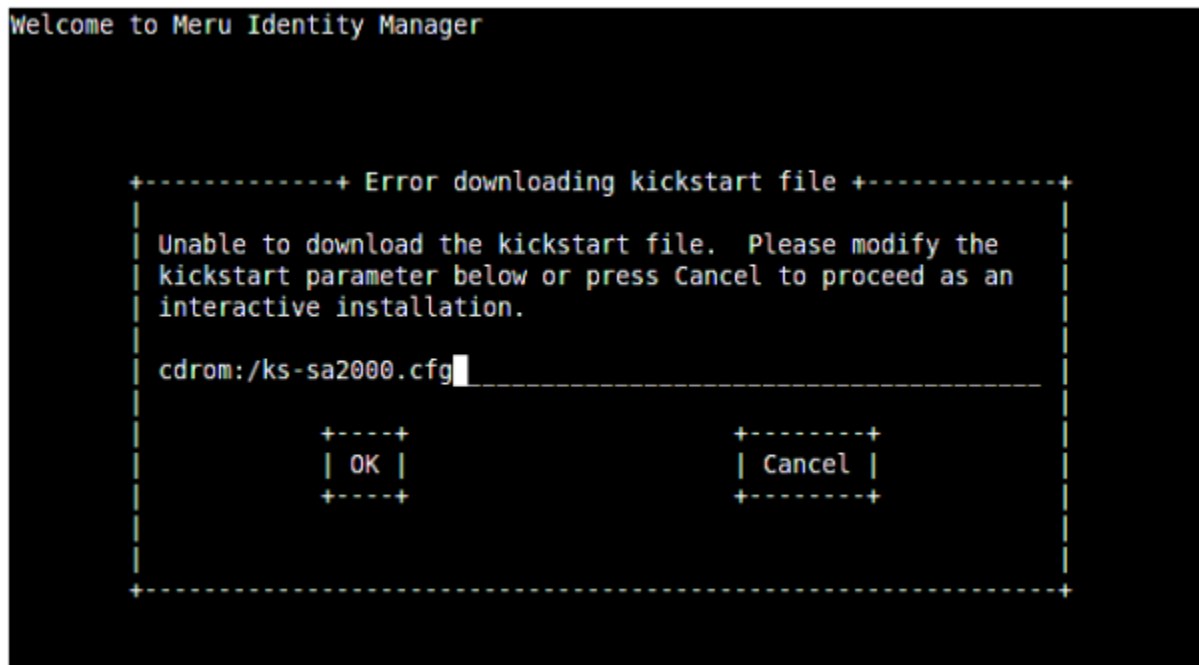 Welcome to Meru Identity Manager
Error downloading kickstart file
Unable to download the kickstart file.  Please modify the
kickstart parameter below or press Cancel to proceed as an
interactive installation.
cdrom:/ks-sa2000.cfg
OK
Cancel